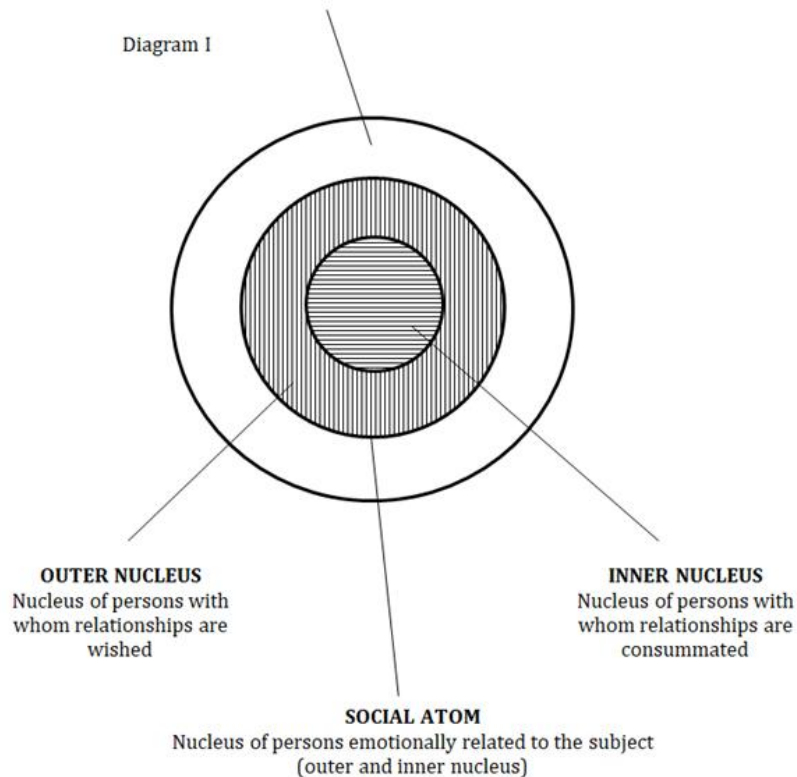 Diagram I
OUTER NUCLEUS
Nucleus of persons with
whom relationships are
wished
INNER NUCLEUS
Nucleus of persons with
whom relationships are
consummated
SOCIAL ATOM
Nucleus of persons emotionally related to the subject
(outer and inner nucleus)